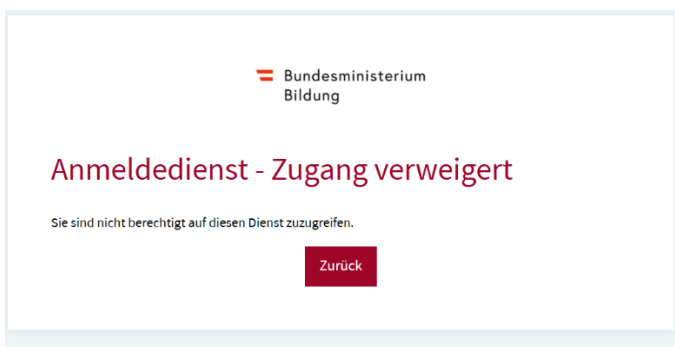 Bundesministerium
Bildung
Anmeldedienst - Zugang verweigert
Sie sind nicht berechtigt auf diesen Dienst zuzugreifen.
Zurück